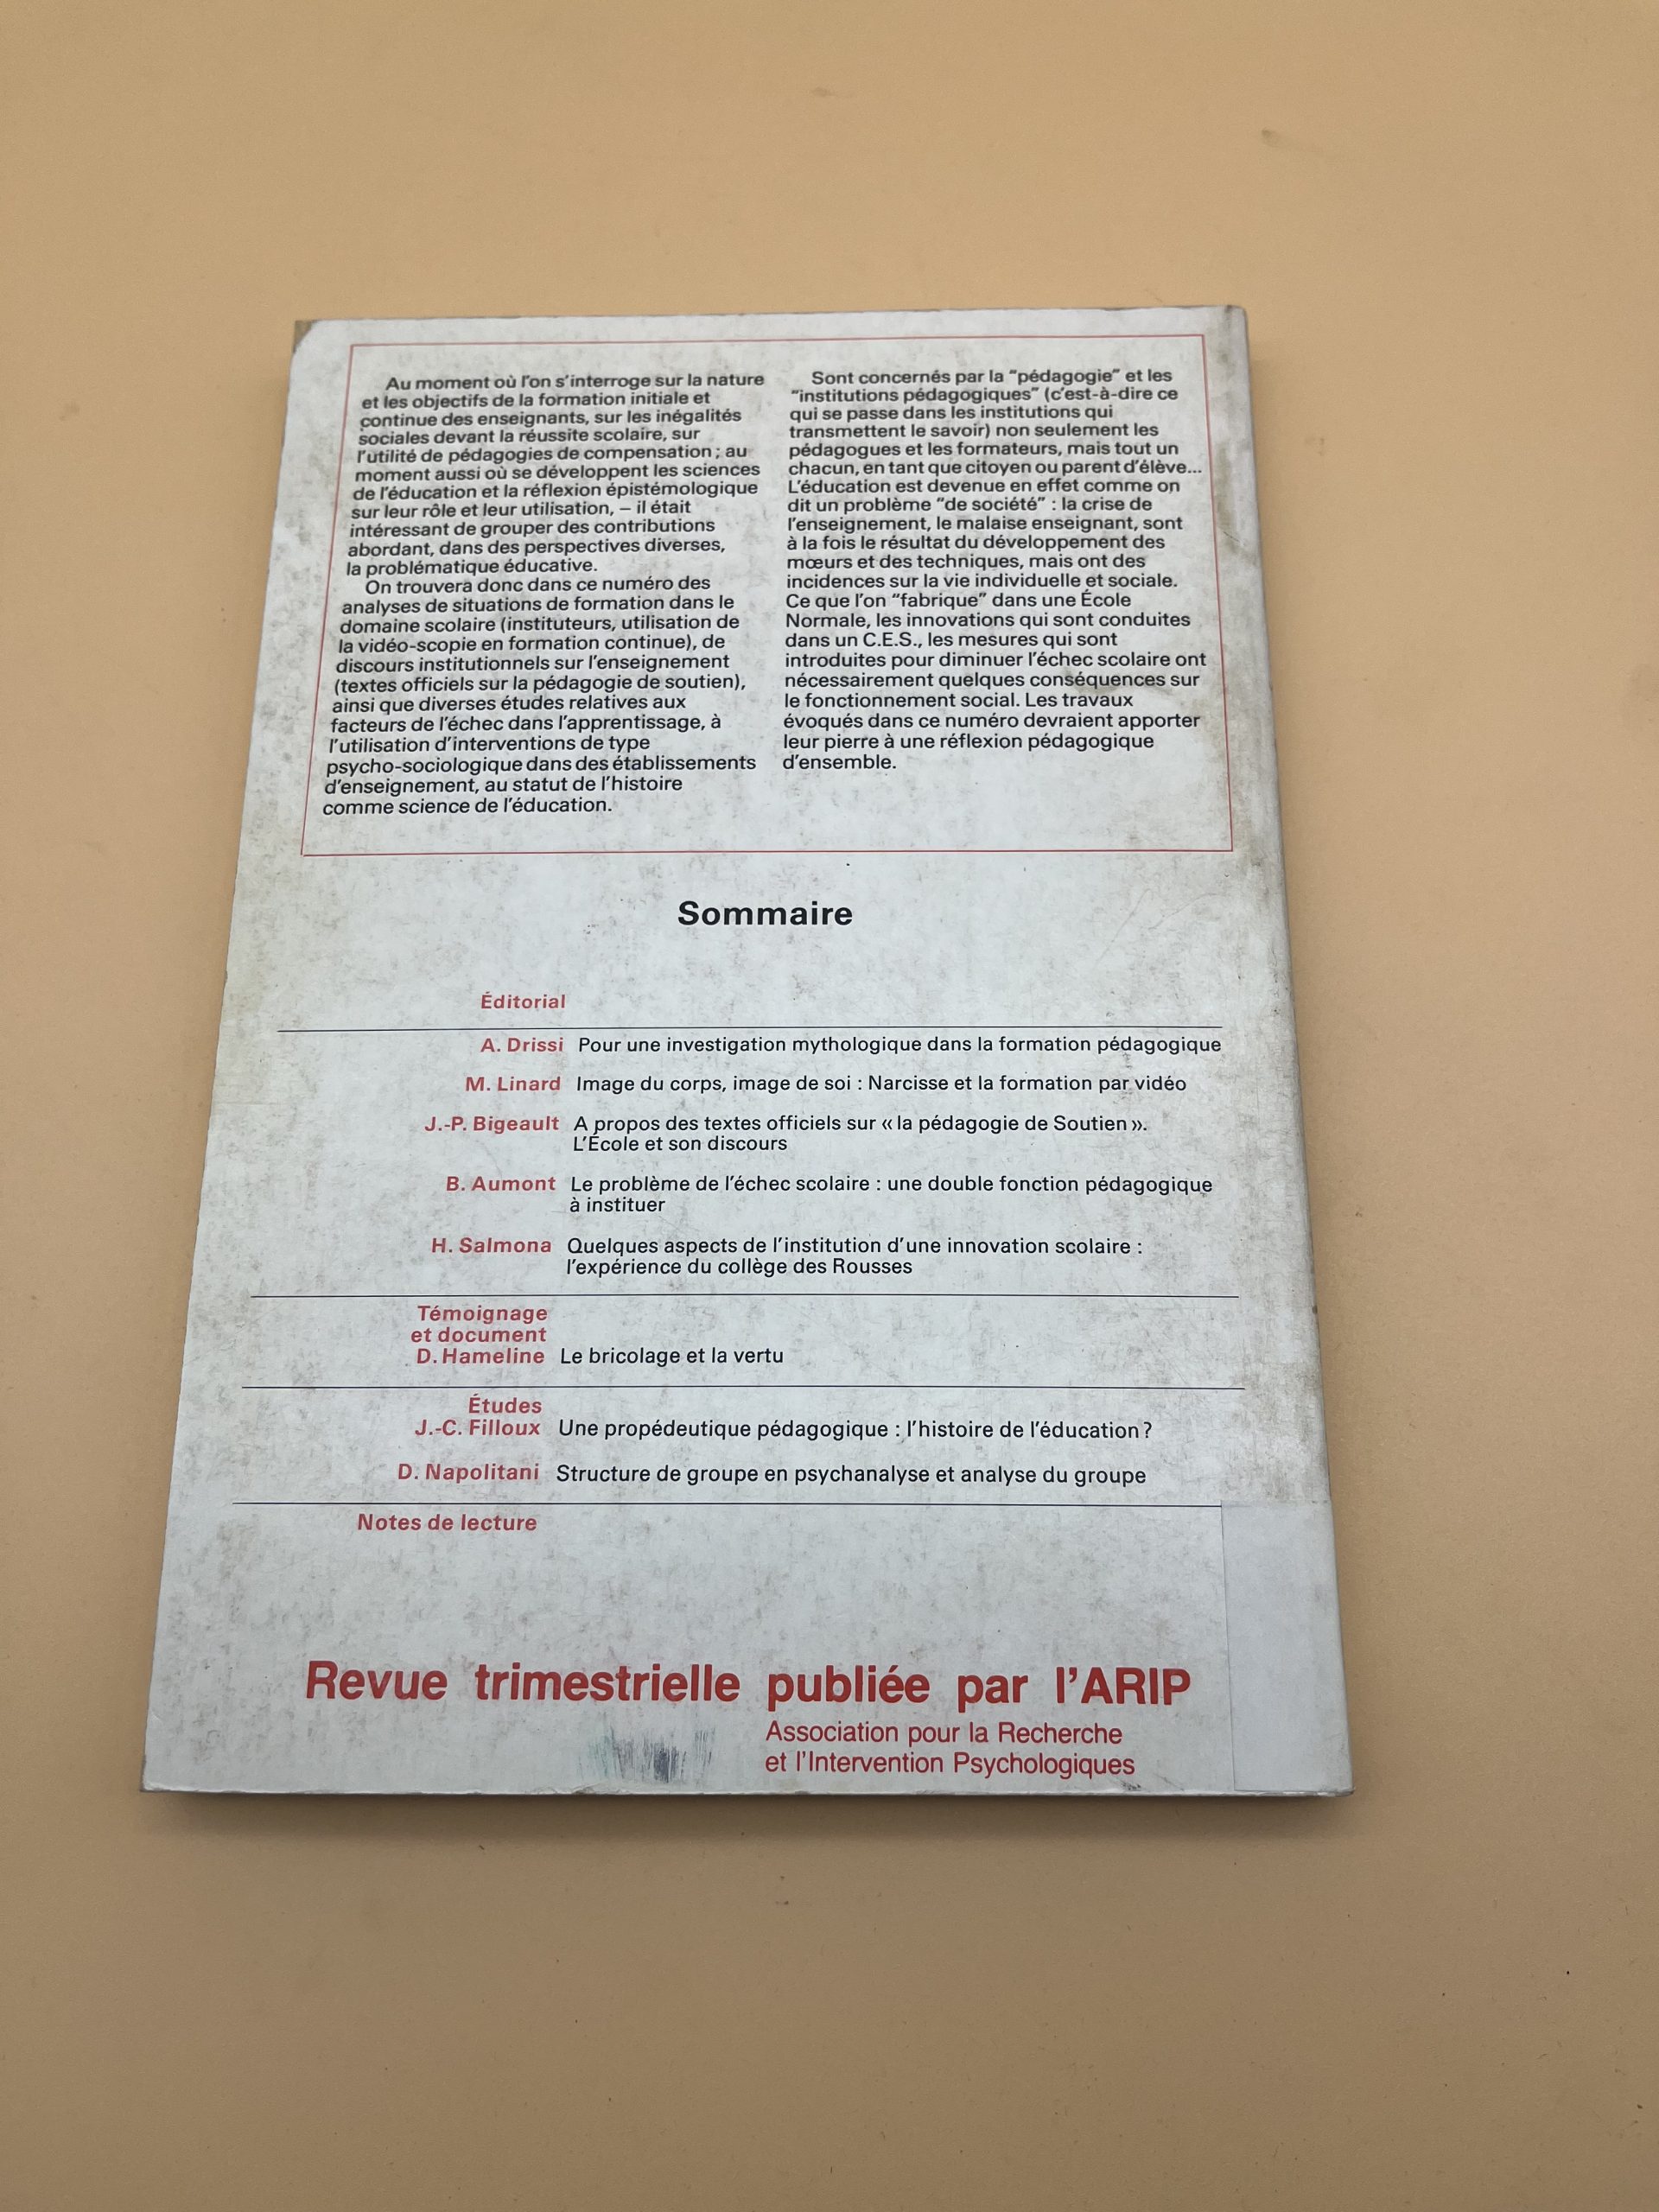 Au moment où l'on s'interroge sur la nature
et les objectifs de la formation initiale et
continue des enseignants, sur les inégalités
sociales devant la réussite scolaire, sur
l'utilité de pédagogies de compensation ; au
moment aussi où se développent les sciences
de l'éducation et la réflexion épistémologique
sur leur rôle et leur utilisation, – il était
intéressant de grouper des contributions
abordant, dans des perspectives diverses,
la problématique éducative.
On trouvera donc dans ce numéro des
analyses de situations de formation dans le
domaine scolaire (instituteurs, utilisation de
la vidéo-scopie en formation continue), de
discours institutionnels sur l'enseignement
(textes officiels sur la pédagogie de soutien),
ainsi que diverses études relatives aux
facteurs de l'échec dans l'apprentissage, à
l'utilisation d'interventions de type
psycho-sociologique dans des établissements
d'enseignement, au statut de l'histoire
comme science de l'éducation.
Sont concernés par la "pédagogie" et les
"institutions pédagogiques" (c'est-à-dire ce
qui se passe dans les institutions qui
transmettent le savoir) non seulement les
pédagogues et les formateurs, mais tout un
chacun, en tant que citoyen ou parent d'élève...
L'éducation est devenue en effet comme on
dit un problème "de société" : la crise de
l'enseignement, le malaise enseignant, sont
à la fois le résultat du développement des
mœurs et des techniques, mais ont des
incidences sur la vie individuelle et sociale.
Ce que l'on "fabrique" dans une École
Normale, les innovations qui sont conduites
dans un C.E.S., les mesures qui sont
introduites pour diminuer l'échec scolaire ont
nécessairement quelques conséquences sur
le fonctionnement social. Les travaux
évoqués dans ce numéro devraient apporter
leur pierre à une réflexion pédagogique
d'ensemble.
Sommaire
Éditorial
A. Drissi Pour une investigation mythologique dans la formation pédagogique
M. Linard Image du corps, image de soi : Narcisse et la formation par vidéo
J.-P. Bigeault A propos des textes officiels sur « la pédagogie de Soutien ».
L'École et son discours
B. Aumont Le problème de l'échec scolaire : une double fonction pédagogique
à instituer
H. Salmona Quelques aspects de l'institution d'une innovation scolaire :
l'expérience du collège des Rousses
Témoignage
et document
D. Hameline Le bricolage et la vertu
Études
J.-C. Filloux Une propédeutique pédagogique : l'histoire de l'éducation ?
D. Napolitani Structure de groupe en psychanalyse et analyse du groupe
Notes de lecture
Revue trimestrielle publiée par l'ARIP
Association pour la Recherche
et l'Intervention Psychologiques